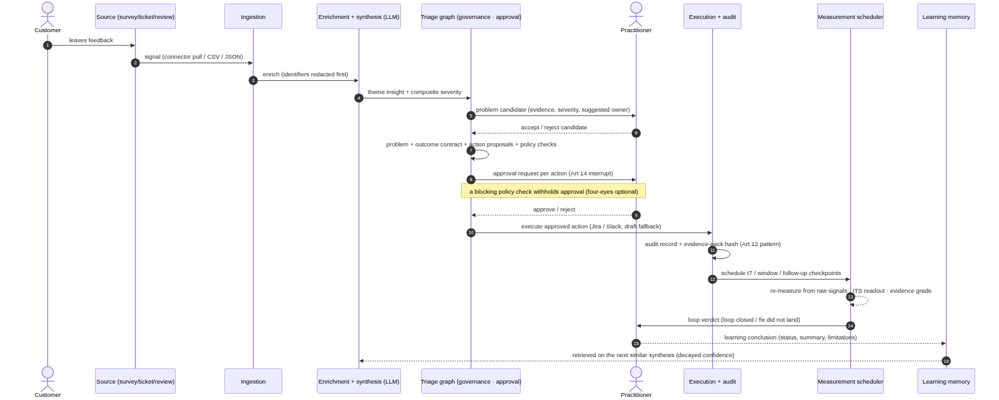 Customer
Source (survey/ticket/review)
Ingestion
Enrichment + synthesis (LLM)
Triage graph (governance · approval)
Practitioner
Execution + audit
Measurement scheduler
Learning memory
leaves feedback
1
signal (connector pull / CSV / JSON)
2
enrich (identifiers redacted first)
3
theme insight + composite severity
4
problem candidate (evidence, severity, suggested owner)
5
accept / reject candidate
6
problem + outcome contract + action proposals + policy checks
7
approval request per action (Art 14 interrupt)
8
a blocking policy check withholds approval (four-eyes optional)
approve / reject
9
execute approved action (Jira / Slack, draft fallback)
10
audit record + evidence-pack hash (Art 12 pattern)
11
schedule t7 / window / follow-up checkpoints
12
re-measure from raw signals · ITS readout · evidence grade
13
loop verdict (loop closed / fix did not land)
14
learning conclusion (status, summary, limitations)
15
retrieved on the next similar synthesis (decayed confidence)
16
Customer
Source (survey/ticket/review)
Ingestion
Enrichment + synthesis (LLM)
Triage graph (governance · approval)
Practitioner
Execution + audit
Measurement scheduler
Learning memory